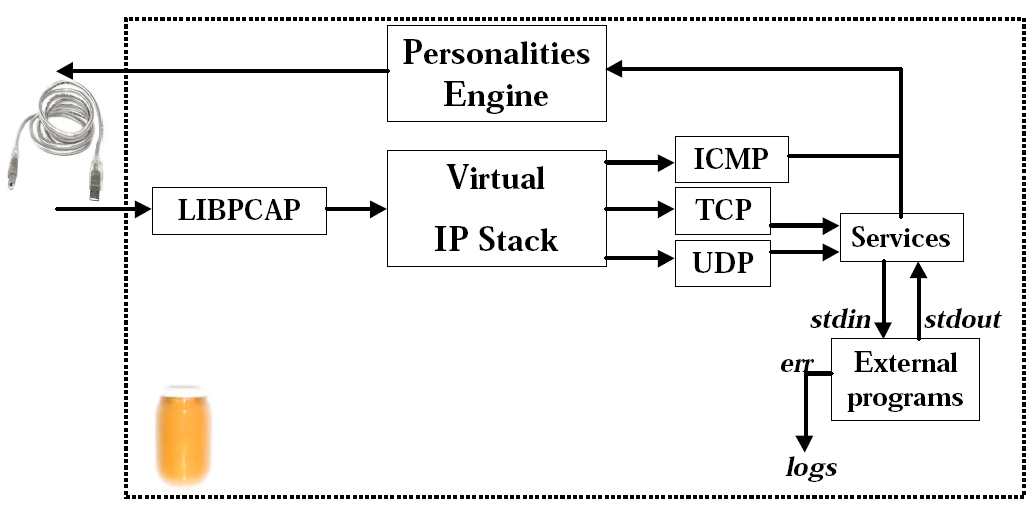 Personalities
Engine
Virtual
IP Stack
LIBPCAP
ICMP
TCP
UDP
Services
stdin
stdout
err
External
programs
logs